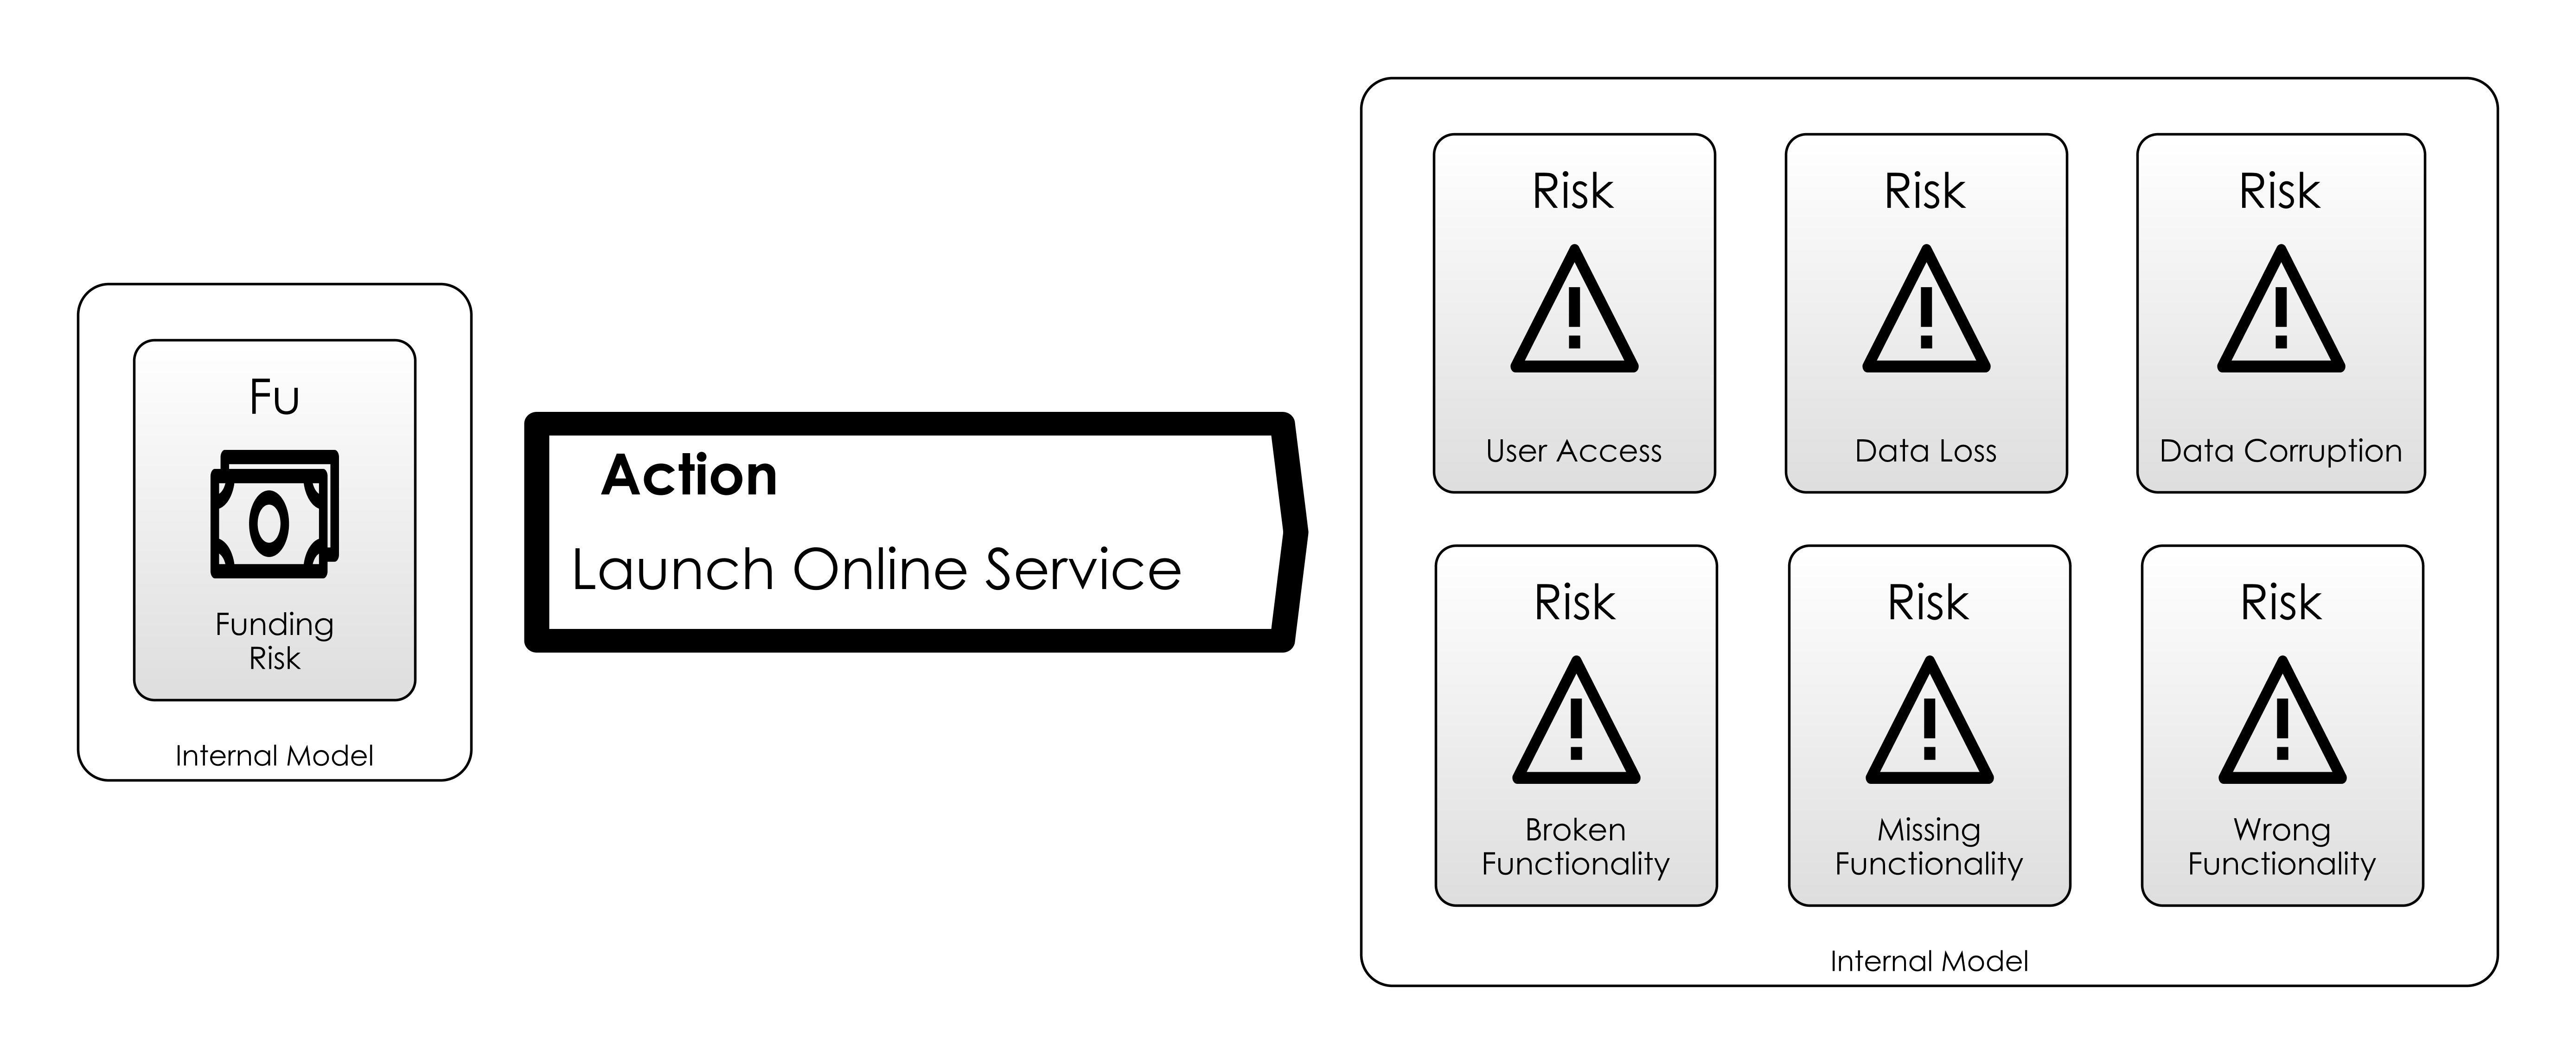 Fu
Funding
Risk
Internal Model
Action
Launch Online Service
Risk
User Access
Risk
Data Loss
Risk
Data Corruption
Risk
Broken
Functionality
Risk
Missing
Functionality
Risk
Wrong
Functionality
Internal Model